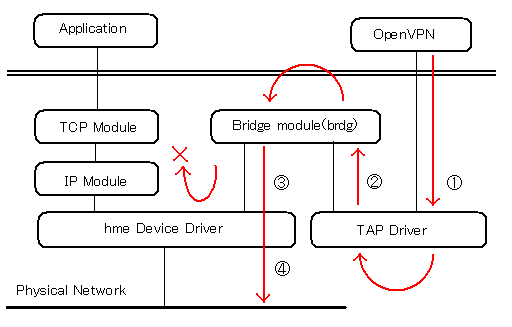 Application
OpenVPN
TCP Module
Bridge module(brdg)
IP Module
③
②
①
hme Device Driver
TAP Driver
④
Physical Network